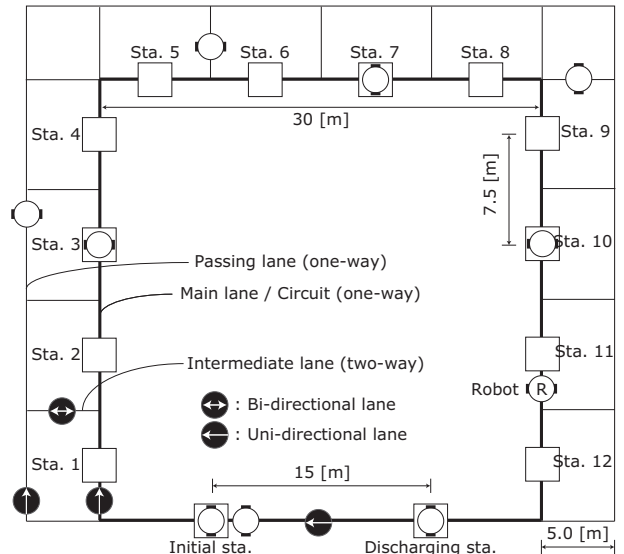 Sta. 5
Sta. 6
Sta. 7
Sta. 8
30 [m]
Sta. 4
Sta. 9
7.5 [m]
Sta. 3
Sta. 10
Passing lane (one-way)
Main lane / Circuit (one-way)
Sta. 2
Sta. 11
Intermediate lane (two-way)
Robot
R
: Bi-directional lane
: Uni-directional lane
Sta. 1
Sta. 12
15 [m]
Initial sta.
Discharging sta.
5.0 [m]